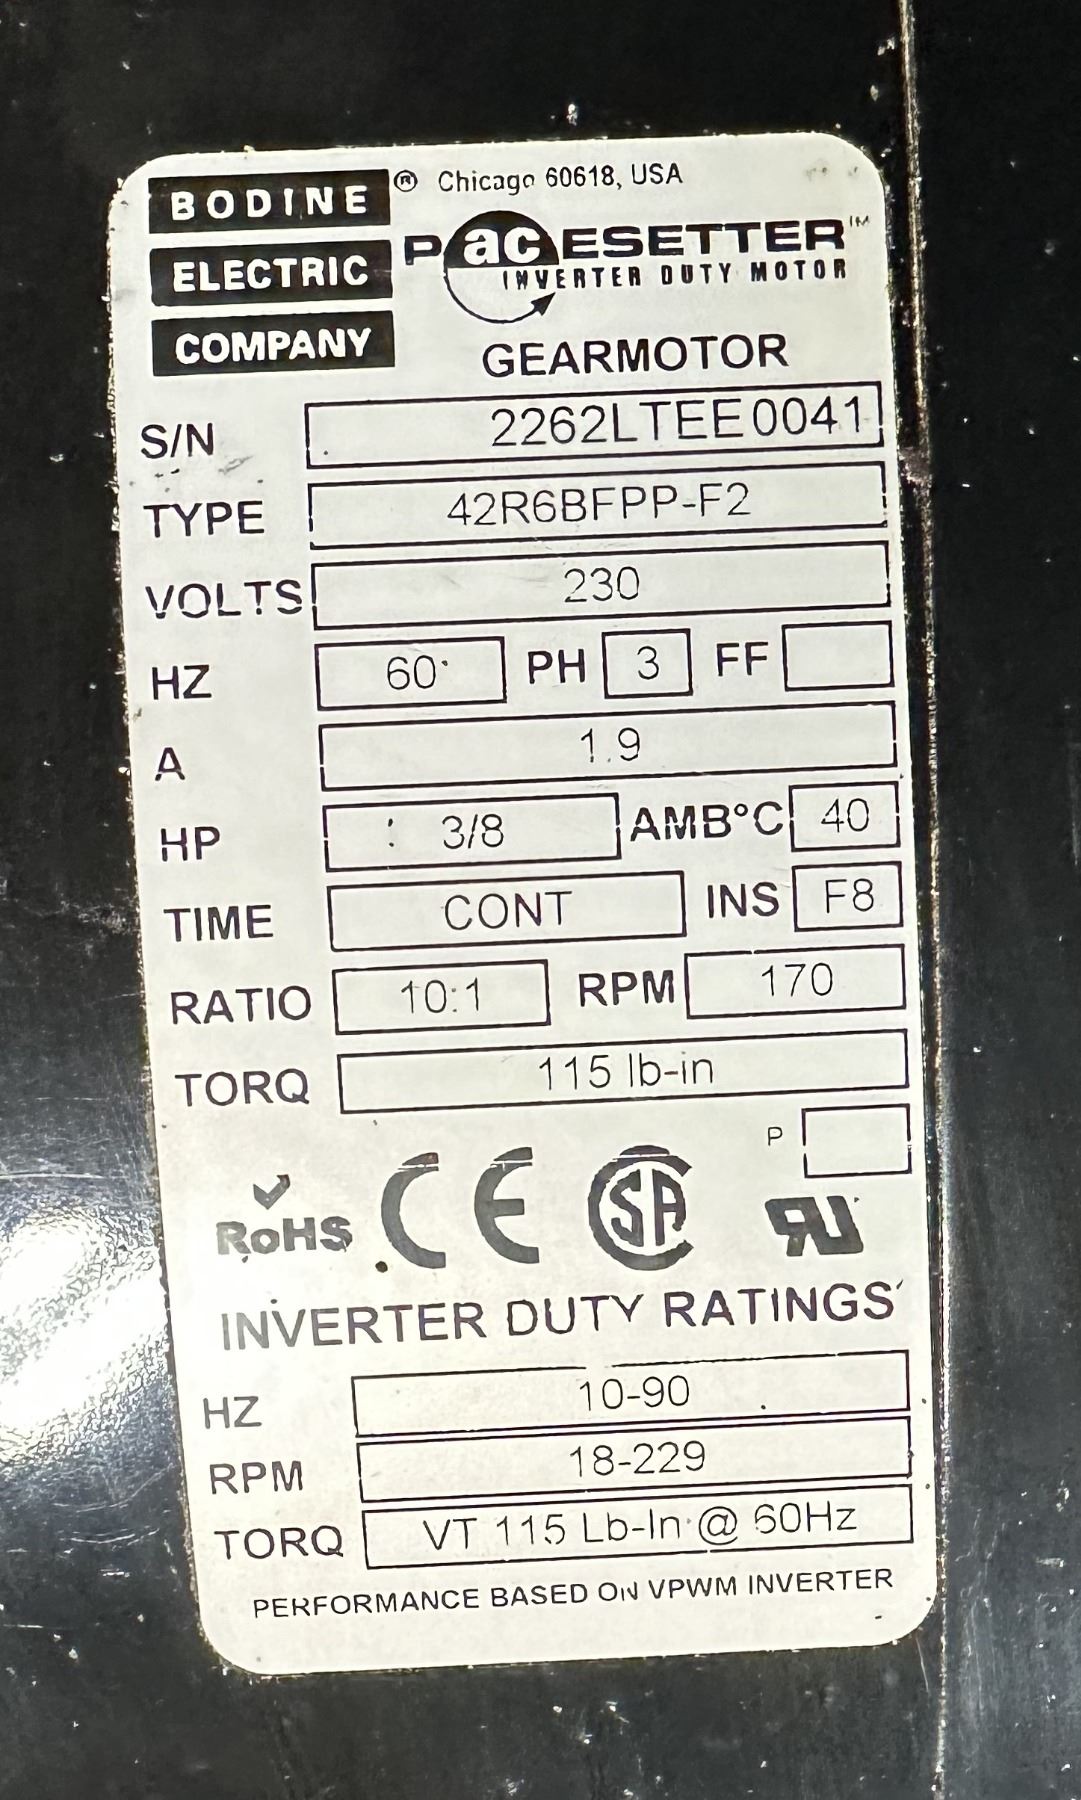 BODINE ® Chicago 60618, USA
ELECTRIC PacESETTER™
INVERTER DUTY MOTOR
COMPANY GEARMOTOR
S/N 2262LTEE0041
TYPE 42R6BFPP-F2
VOLTS 230
HZ 60 PH 3 FF
A 1.9
HP 3/8 AMB°C 40
TIME CONT INS F8
RATIO 10:1 RPM 170
TORQ 115 lb-in
P
RoHS CE SA RU
INVERTER DUTY RATINGS
HZ 10-90
RPM 18-229
TORQ VT 115 Lb-In @ 60Hz
PERFORMANCE BASED ON VPWM INVERTER